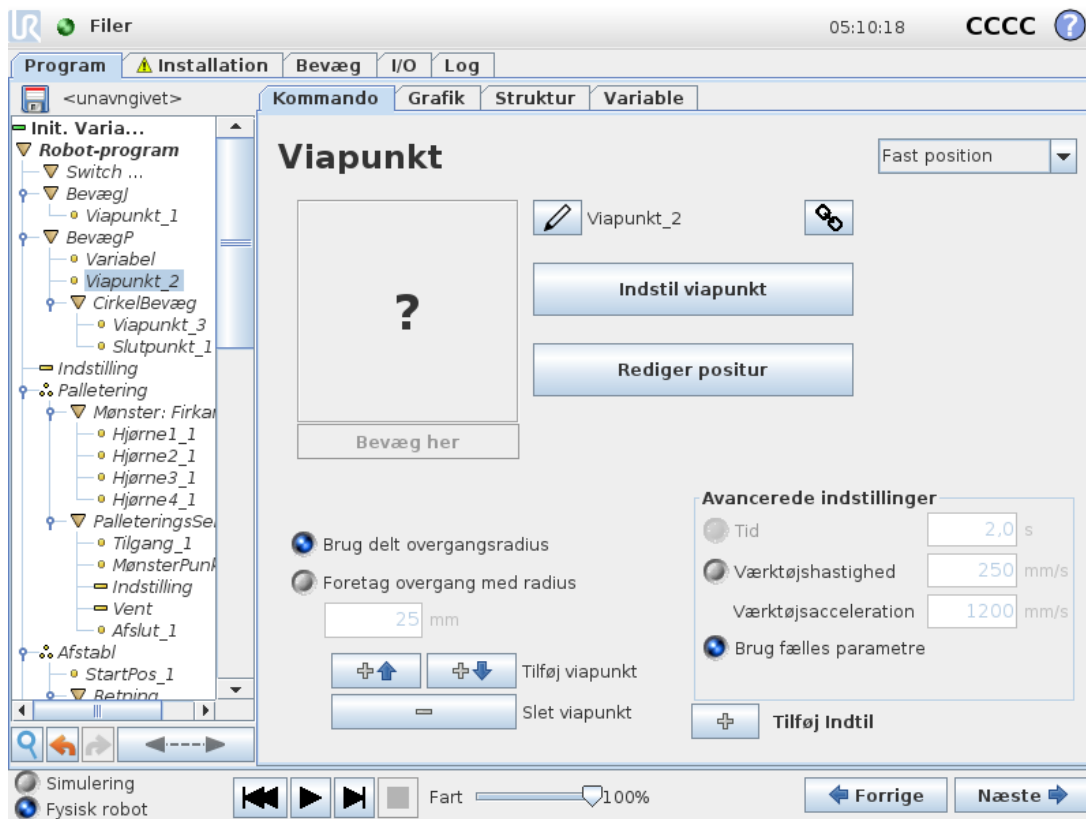 UR Filer 05:10:18 CCCC ?
Program Installation Bevæg I/O Log
<unavngivet>
Kommando Grafik Struktur Variable
Init. Varia...
Robot-program
Switch ...
BevægJ
Viapunkt_1
BevægP
Variabel
Viapunkt_2
CirkelBevæg
Viapunkt_3
Slutpunkt_1
Indstilling
Palletering
Mønster: Firkan
Hjørne1_1
Hjørne2_1
Hjørne3_1
Hjørne4_1
PalleteringsSe
Tilgang_1
MønsterPunk
Indstilling
Vent
Afslut_1
Afstabl
StartPos_1
Retning
Viapunkt
Fast position
?
Viapunkt_2
Indstil viapunkt
Rediger positur
Bevæg her
Brug delt overgangsradius
Foretag overgang med radius
25 mm
Tilføj viapunkt
Slet viapunkt
Avancerede indstillinger
Tid 2,0 s
Værktøjshastighed 250 mm/s
Værktøjsacceleration 1200 mm/s
Brug fælles parametre
Tilføj Indtil
Simulering
Fysisk robot
Fart 100%
Forrige
Næste